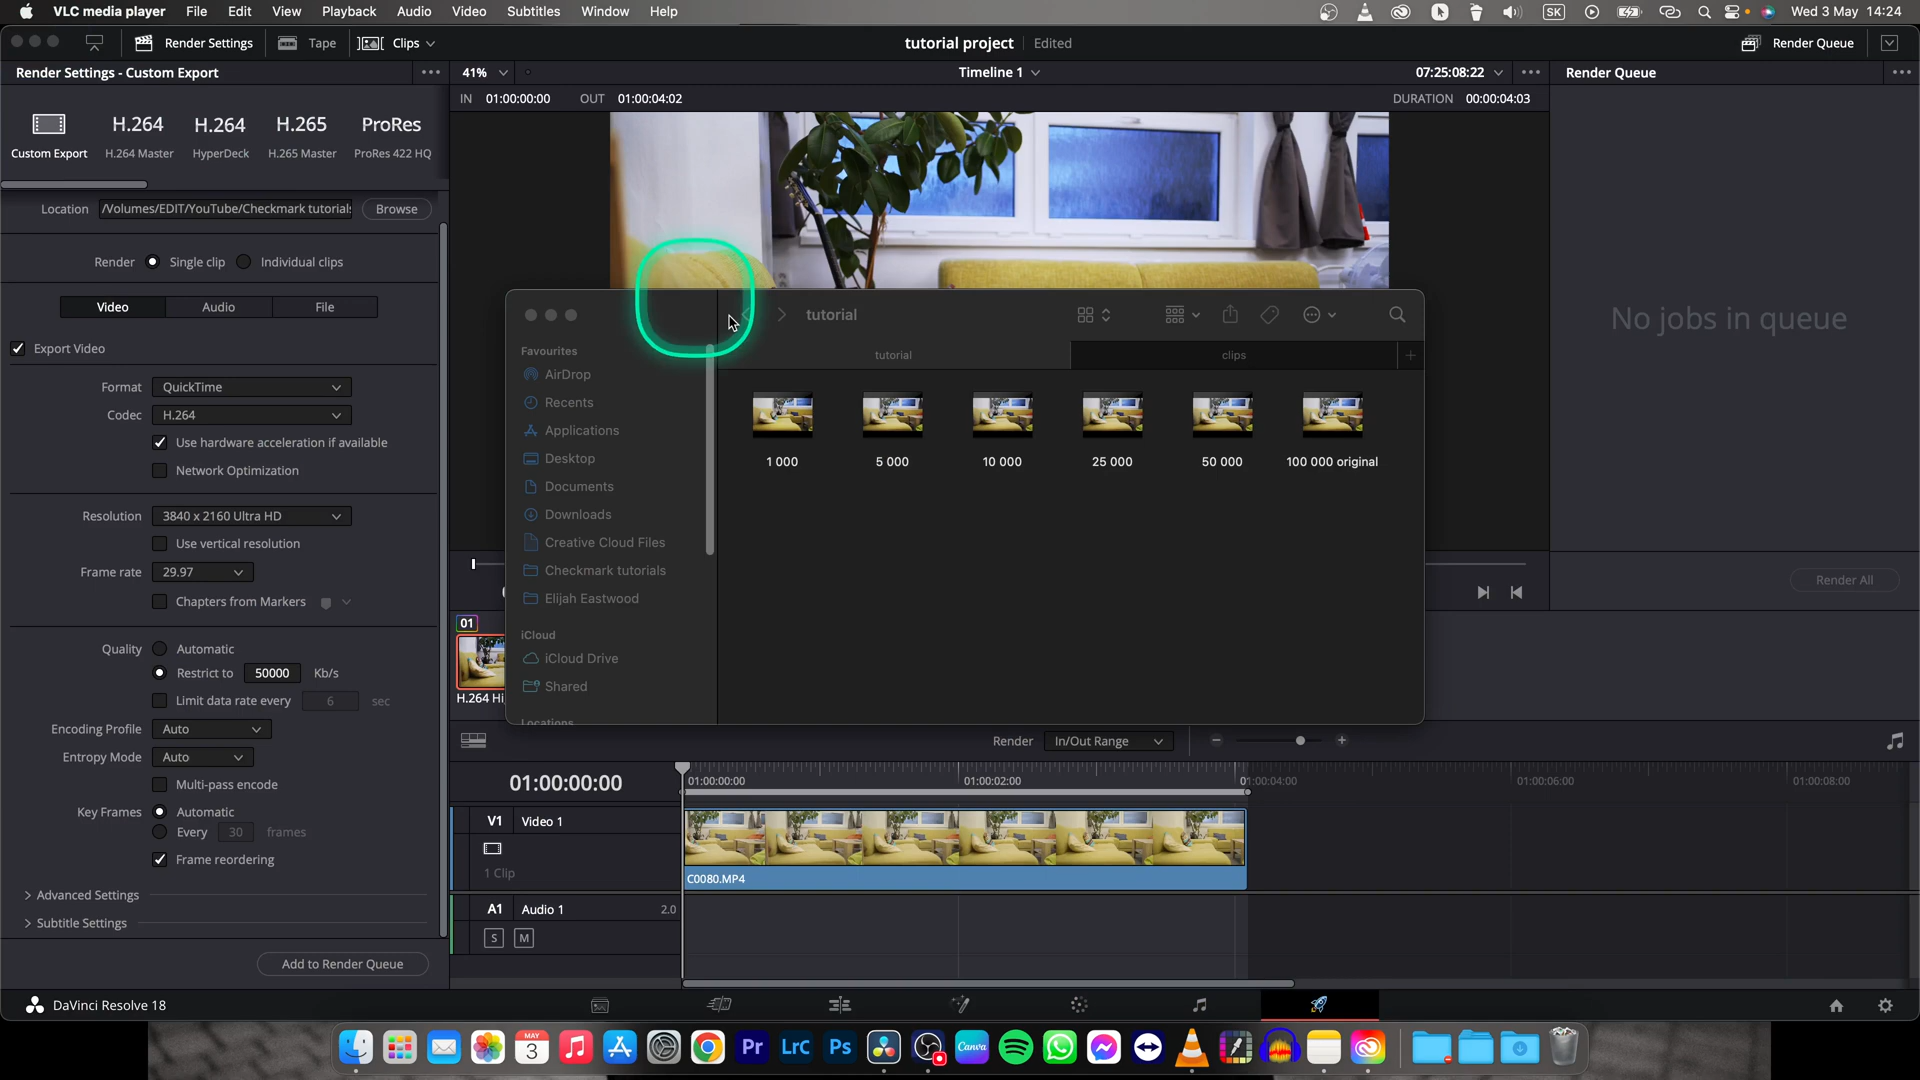 VLC media player File Edit View Playback Audio Video Subtitles Window Help SK Wed 3 May 14:24
Render Settings Tape Clips tutorial project Edited Render Queue
Render Settings - Custom Export 41% Timeline 1 07:25:08:22 Render Queue
IN 01:00:00:00 OUT 01:00:04:02 DURATION 00:00:04:03
H.264 H.264 H.265 ProRes
Custom Export H.264 Master HyperDeck H.265 Master ProRes 422 HQ
Location /Volumes/EDIT/YouTube/Checkmark tutorials Browse
Render Single clip Individual clips
Video Audio File
Export Video
Format QuickTime
Codec H.264
Use hardware acceleration if available
Network Optimization
Resolution 3840 x 2160 Ultra HD
Use vertical resolution
Frame rate 29.97
Chapters from Markers
Quality Automatic
Restrict to 50000 Kb/s
Limit data rate every 6 sec
Encoding Profile Auto
Entropy Mode Auto
Multi-pass encode
Key Frames Automatic
Every 30 frames
Frame reordering
Advanced Settings
Subtitle Settings
Add to Render Queue
tutorial
tutorial clips
Favourites
AirDrop
Recents
Applications
Desktop
Documents
Downloads
Creative Cloud Files
Checkmark tutorials
Elijah Eastwood
iCloud
iCloud Drive
Shared
Locations
1 000 5 000 10 000 25 000 50 000 100 000 original
No jobs in queue
Render All
01
H.264 Hi
Render In/Out Range
01:00:00:00 01:00:00:00 01:00:02:00 01:00:04:00 01:00:06:00 01:00:08:00
V1 Video 1
1 Clip
C0080.MP4
A1 Audio 1 2.0
S M
DaVinci Resolve 18
MAY
3
Pr LrC Ps Canva